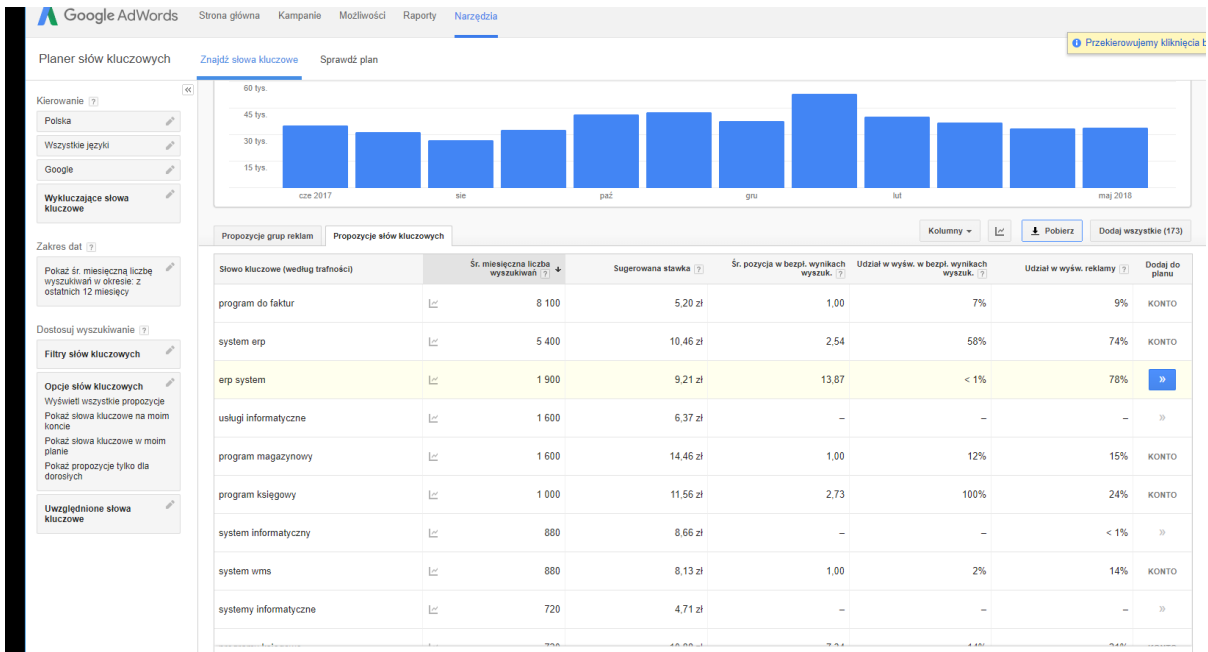 Google AdWords
Strona główna Kampanie Możliwości Raporty Narzędzia
Przekierowujemy kliknięcia
Planer słów kluczowych
Znajdź słowa kluczowe Sprawdź plan
«
Kierowanie ?
Polska
Wszystkie języki
Google
Wykluczające słowa
kluczowe
Zakres dat ?
Pokaż śr. miesięczną liczbę
wyszukiwań w okresie: z
ostatnich 12 miesięcy
Dostosuj wyszukiwanie ?
Filtry słów kluczowych
Opcje słów kluczowych
Wyświetl wszystkie propozycje
Pokaż słowa kluczowe na moim
koncie
Pokaż słowa kluczowe w moim
planie
Pokaż propozycje tylko dla
dorosłych
Uwzględnione słowa
kluczowe
60 tys.
45 tys.
30 tys.
15 tys.
cze 2017 sie paź gru lut maj 2018
Propozycje grup reklam Propozycje słów kluczowych
Kolumny Pobierz Dodaj wszystkie (173)
Słowo kluczowe (według trafności)
Śr. miesięczna liczba
wyszukiwań ?
Sugerowana stawka ?
Śr. pozycja w bezpł. wynikach
wyszuk. ?
Udział w wyśw. w bezpł. wynikach
wyszuk. ?
Udział w wyśw. reklamy ?
Dodaj do
planu
program do faktur 8 100 5,20 zł 1,00 7% 9% KONTO
system erp 5 400 10,46 zł 2,54 58% 74% KONTO
erp system 1 900 9,21 zł 13,87 < 1% 78% »
usługi informatyczne 1 600 6,37 zł – – – »
program magazynowy 1 600 14,46 zł 1,00 12% 15% KONTO
program księgowy 1 000 11,56 zł 2,73 100% 24% KONTO
system informatyczny 880 8,66 zł – – < 1% »
system wms 880 8,13 zł 1,00 2% 14% KONTO
systemy informatyczne 720 4,71 zł – – – »